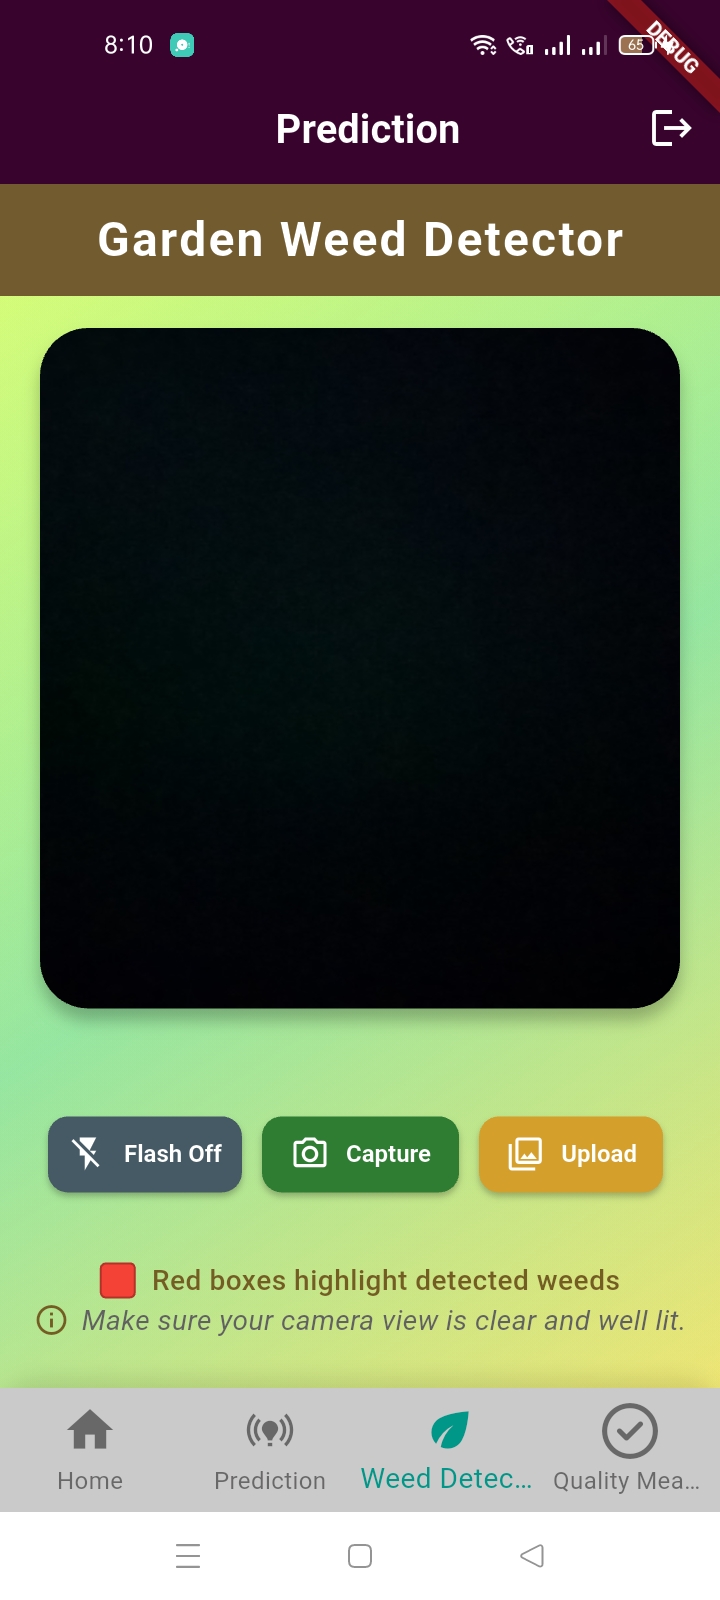 8:10
65
DEBUG
Prediction
Garden Weed Detector
Flash Off
Capture
Upload
Red boxes highlight detected weeds
Make sure your camera view is clear and well lit.
Home
Prediction
Weed Detec...
Quality Mea...